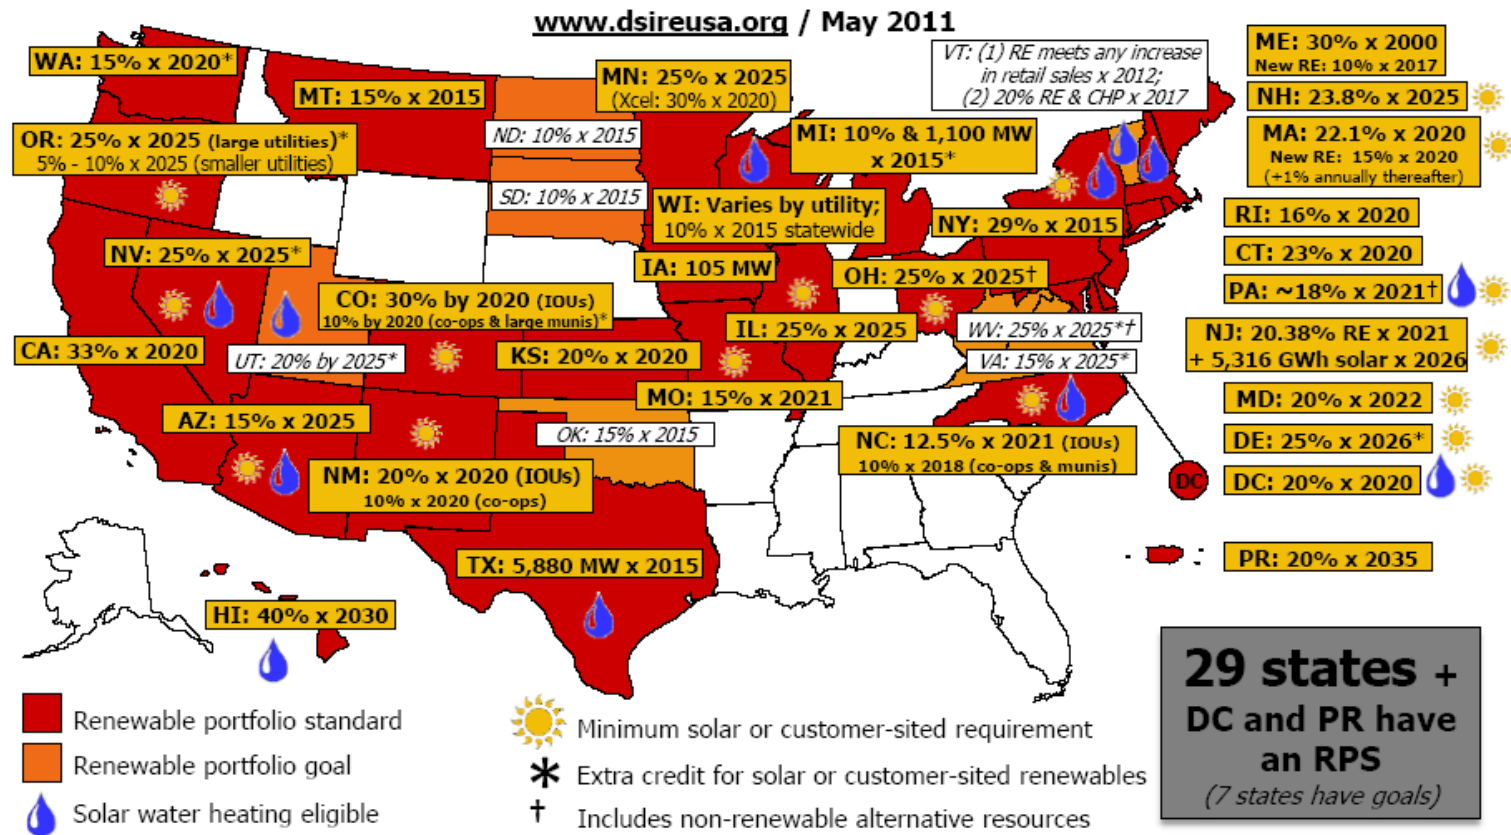 www.dsireusa.org / May 2011
WA: 15% x 2020*
MT: 15% x 2015
MN: 25% x 2025
(Xcel: 30% x 2020)
VT: (1) RE meets any increase
in retail sales x 2012;
(2) 20% RE & CHP x 2017
ME: 30% x 2000
New RE: 10% x 2017
NH: 23.8% x 2025
OR: 25% x 2025 (large utilities)*
5% - 10% x 2025 (smaller utilities)
ND: 10% x 2015
MI: 10% & 1,100 MW
x 2015*
MA: 22.1% x 2020
New RE: 15% x 2020
(+1% annually thereafter)
SD: 10% x 2015
WI: Varies by utility;
10% x 2015 statewide
NY: 29% x 2015
RI: 16% x 2020
CT: 23% x 2020
NV: 25% x 2025*
IA: 105 MW
OH: 25% x 2025†
PA: ~18% x 2021†
CO: 30% by 2020 (IOUs)
10% by 2020 (co-ops & large munis)*
IL: 25% x 2025
WV: 25% x 2025*†
NJ: 20.38% RE x 2021
+ 5,316 GWh solar x 2026
CA: 33% x 2020
UT: 20% by 2025*
KS: 20% x 2020
VA: 15% x 2025*
MO: 15% x 2021
MD: 20% x 2022
AZ: 15% x 2025
OK: 15% x 2015
NC: 12.5% x 2021 (IOUs)
10% x 2018 (co-ops & munis)
DE: 25% x 2026*
NM: 20% x 2020 (IOUs)
10% x 2020 (co-ops)
DC
DC: 20% x 2020
TX: 5,880 MW x 2015
PR: 20% x 2035
HI: 40% x 2030
29 states +
DC and PR have
an RPS
(7 states have goals)
Renewable portfolio standard
Renewable portfolio goal
Solar water heating eligible
Minimum solar or customer-sited requirement
* Extra credit for solar or customer-sited renewables
† Includes non-renewable alternative resources